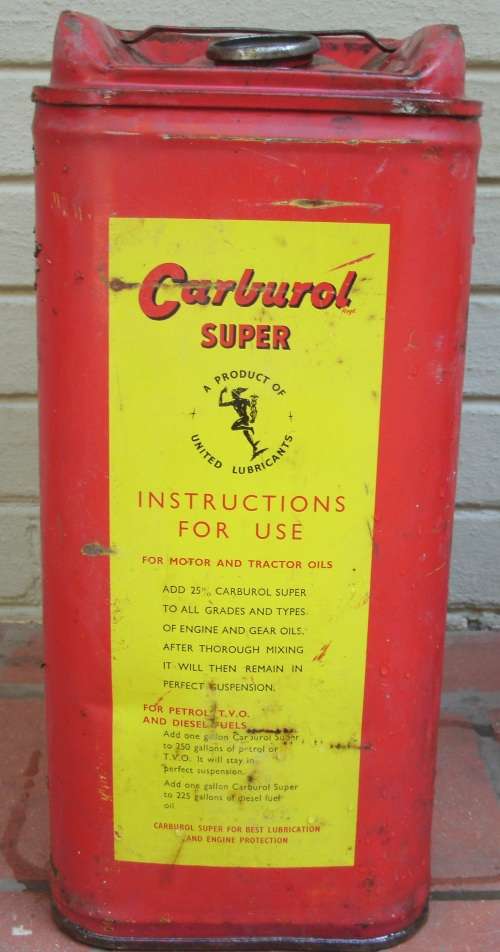 Carburol
Regd.
SUPER
A PRODUCT OF
UNITED LUBRICANTS
INSTRUCTIONS
FOR USE
FOR MOTOR AND TRACTOR OILS
ADD 25% CARBUROL SUPER
TO ALL GRADES AND TYPES
OF ENGINE AND GEAR OILS.
AFTER THOROUGH MIXING
IT WILL THEN REMAIN IN
PERFECT SUSPENSION.
FOR PETROL, T.V.O.
AND DIESEL FUELS
Add one gallon Carburol Super
to 250 gallons of petrol or
T.V.O. It will stay in
perfect suspension.
Add one gallon Carburol Super
to 225 gallons of diesel fuel
oil
CARBUROL SUPER FOR BEST LUBRICATION
AND ENGINE PROTECTION